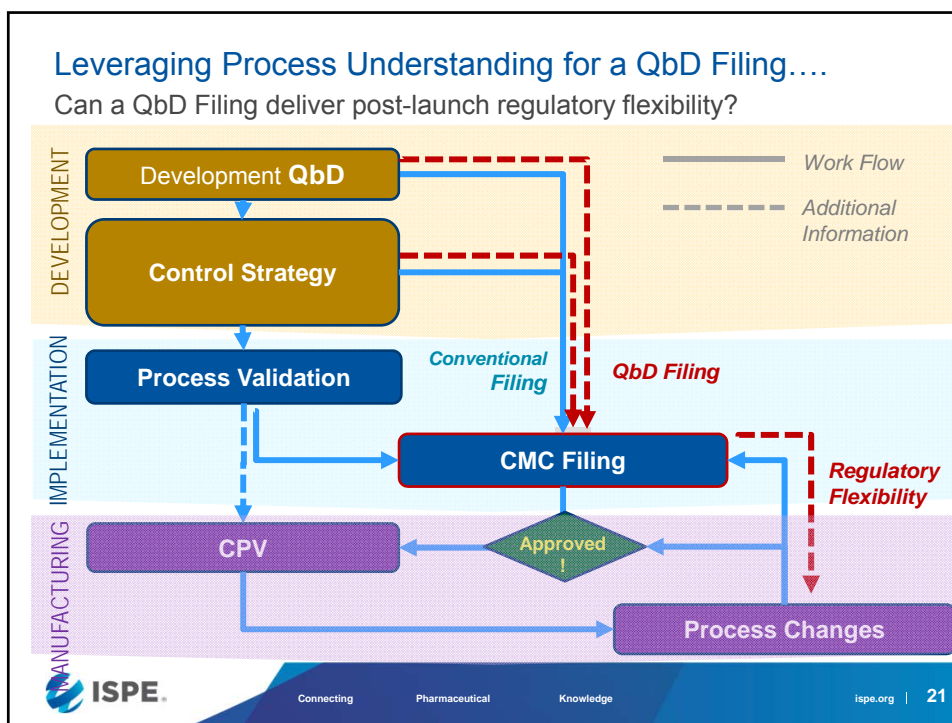 Leveraging Process Understanding for a QbD Filing....
Can a QbD Filing deliver post-launch regulatory flexibility?
DEVELOPMENT
Development QbD
Control Strategy
Work Flow
Additional
Information
IMPLEMENTATION
Process Validation
Conventional
Filing
QbD Filing
CMC Filing
Regulatory
Flexibility
MANUFACTURING
CPV
Approved
!
Process Changes
ISPE®
Connecting
Pharmaceutical
Knowledge
ispe.org | 21